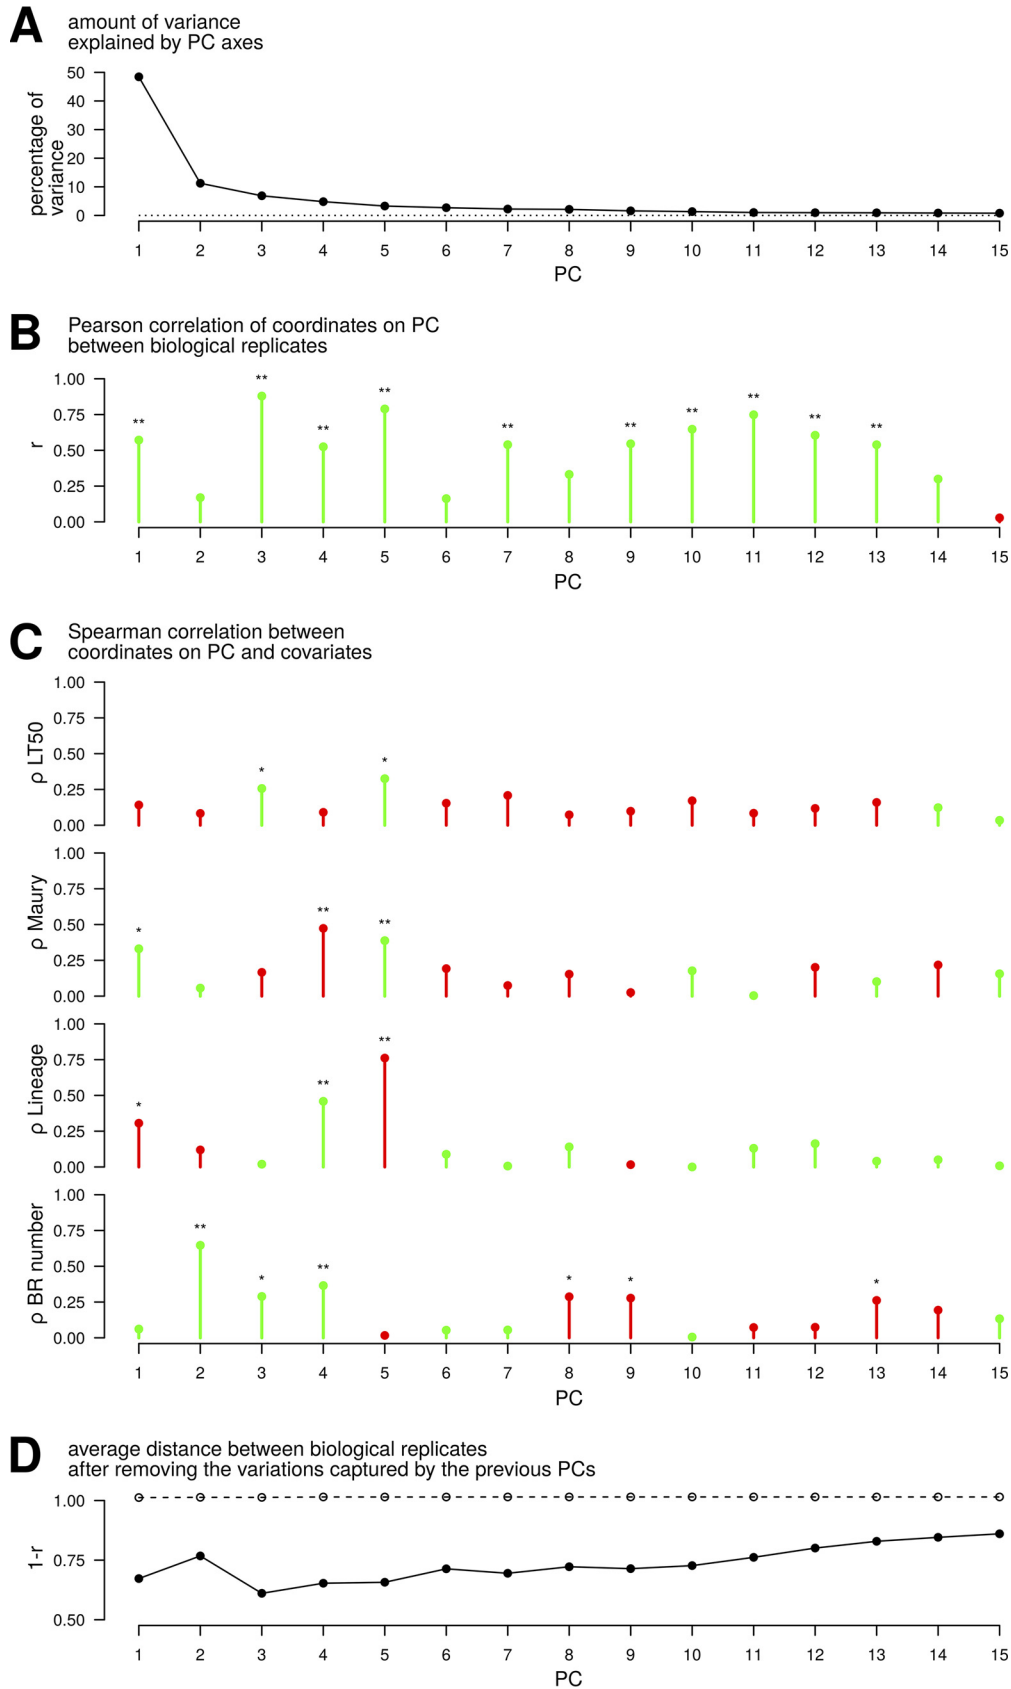 A
amount of variance
explained by PC axes
percentage of
variance
50
40
30
20
10
0
1 2 3 4 5 6 7 8 9 10 11 12 13 14 15
PC
B
Pearson correlation of coordinates on PC
between biological replicates
r
1.00
0.75
0.50
0.25
0.00
** ** ** ** ** ** ** ** ** **
1 2 3 4 5 6 7 8 9 10 11 12 13 14 15
PC
C
Spearman correlation between
coordinates on PC and covariates
ρ LT50
1.00
0.75
0.50
0.25
0.00
* *
ρ Maury
1.00
0.75
0.50
0.25
0.00
* ** **
ρ Lineage
1.00
0.75
0.50
0.25
0.00
* ** **
ρ BR number
1.00
0.75
0.50
0.25
0.00
** * ** * * *
1 2 3 4 5 6 7 8 9 10 11 12 13 14 15
PC
D
average distance between biological replicates
after removing the variations captured by the previous PCs
1-r
1.00
0.75
0.50
1 2 3 4 5 6 7 8 9 10 11 12 13 14 15
PC